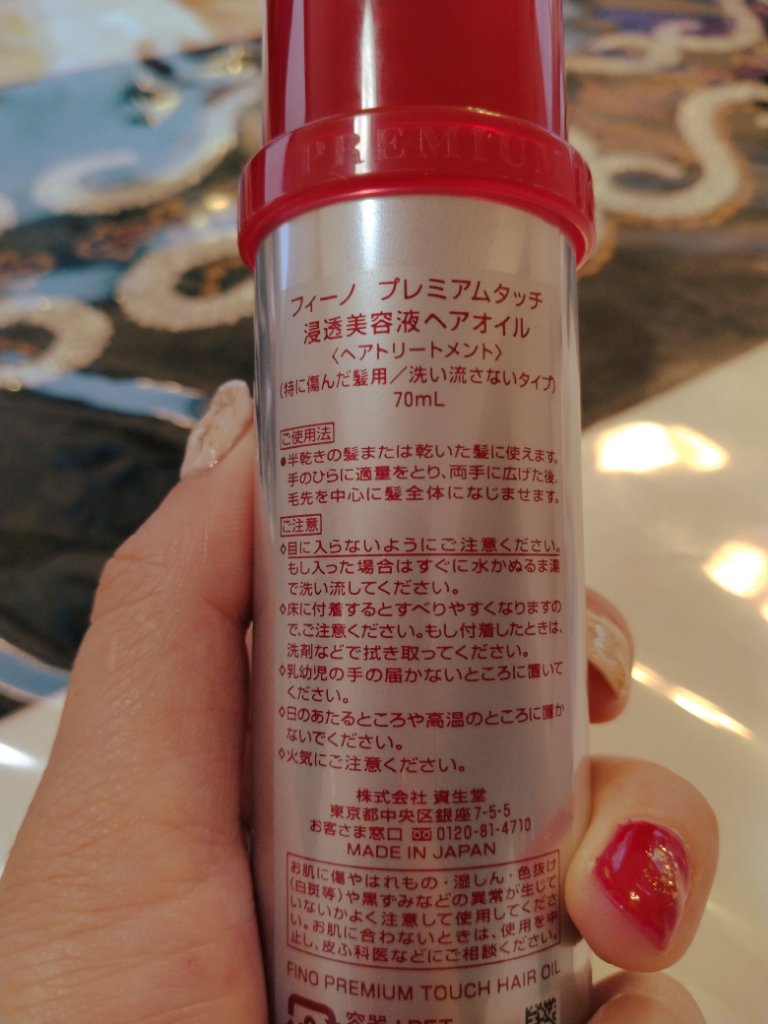 PREMIUM
フィーノ プレミアムタッチ
浸透美容液ヘアオイル
〈ヘアトリートメント〉
(特に傷んだ髪用／洗い流さないタイプ)
70mL
ご使用法
●半乾きの髪または乾いた髪に使えます。
手のひらに適量をとり、両手に広げた後、
毛先を中心に髪全体になじませます。
ご注意
◇目に入らないようにご注意ください。
もし入った場合はすぐに水かぬるま湯
で洗い流してください。
◇床に付着するとすべりやすくなりますの
で、ご注意ください。もし付着したときは、
洗剤などで拭き取ってください。
◇乳幼児の手の届かないところに置いて
ください。
◇日のあたるところや高温のところに置か
ないでください。
◇火気にご注意ください。
株式会社 資生堂
東京都中央区銀座7-5-5
お客さま窓口 0120-81-4710
MADE IN JAPAN
お肌に傷やはれもの・湿しん・色抜け
(白斑等)や黒ずみなどの異常が生じて
いないかよく注意して使用してくださ
い。お肌に合わないときは、使用を中
止し、皮ふ科医などにご相談ください。
FINO PREMIUM TOUCH HAIR OIL
容器